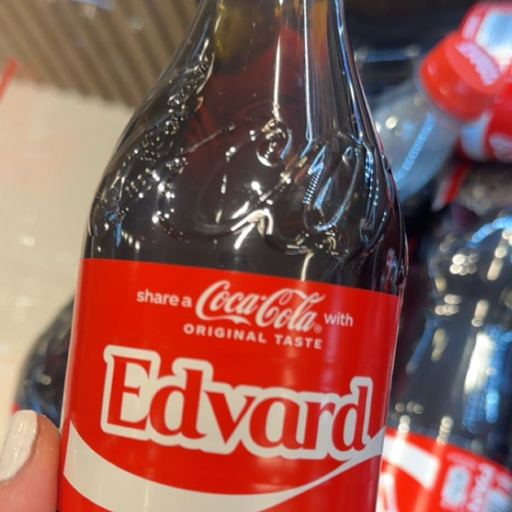 share a Coca-Cola® with
ORIGINAL TASTE
Edvard